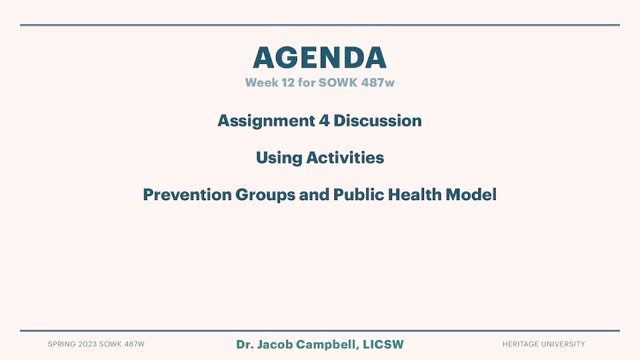 AGENDA
Week 12 for SOWK 487w
Assignment 4 Discussion
Using Activities
Prevention Groups and Public Health Model
SPRING 2023 SOWK 487W
Dr. Jacob Campbell, LICSW
HERITAGE UNIVERSITY